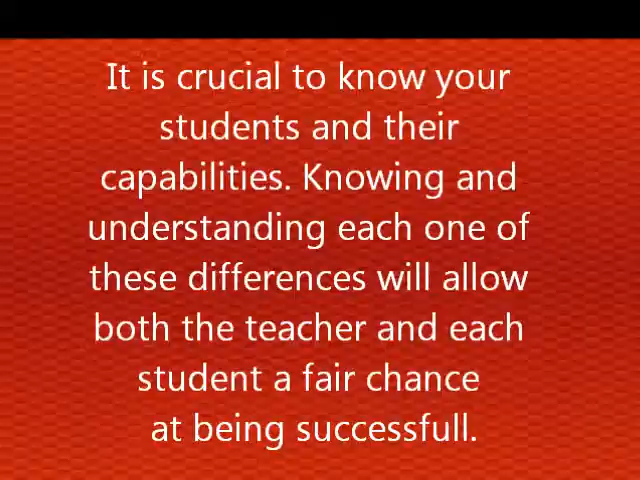 It is crucial to know your
students and their
capabilities. Knowing and
understanding each one of
these differences will allow
both the teacher and each
student a fair chance
at being successfull.